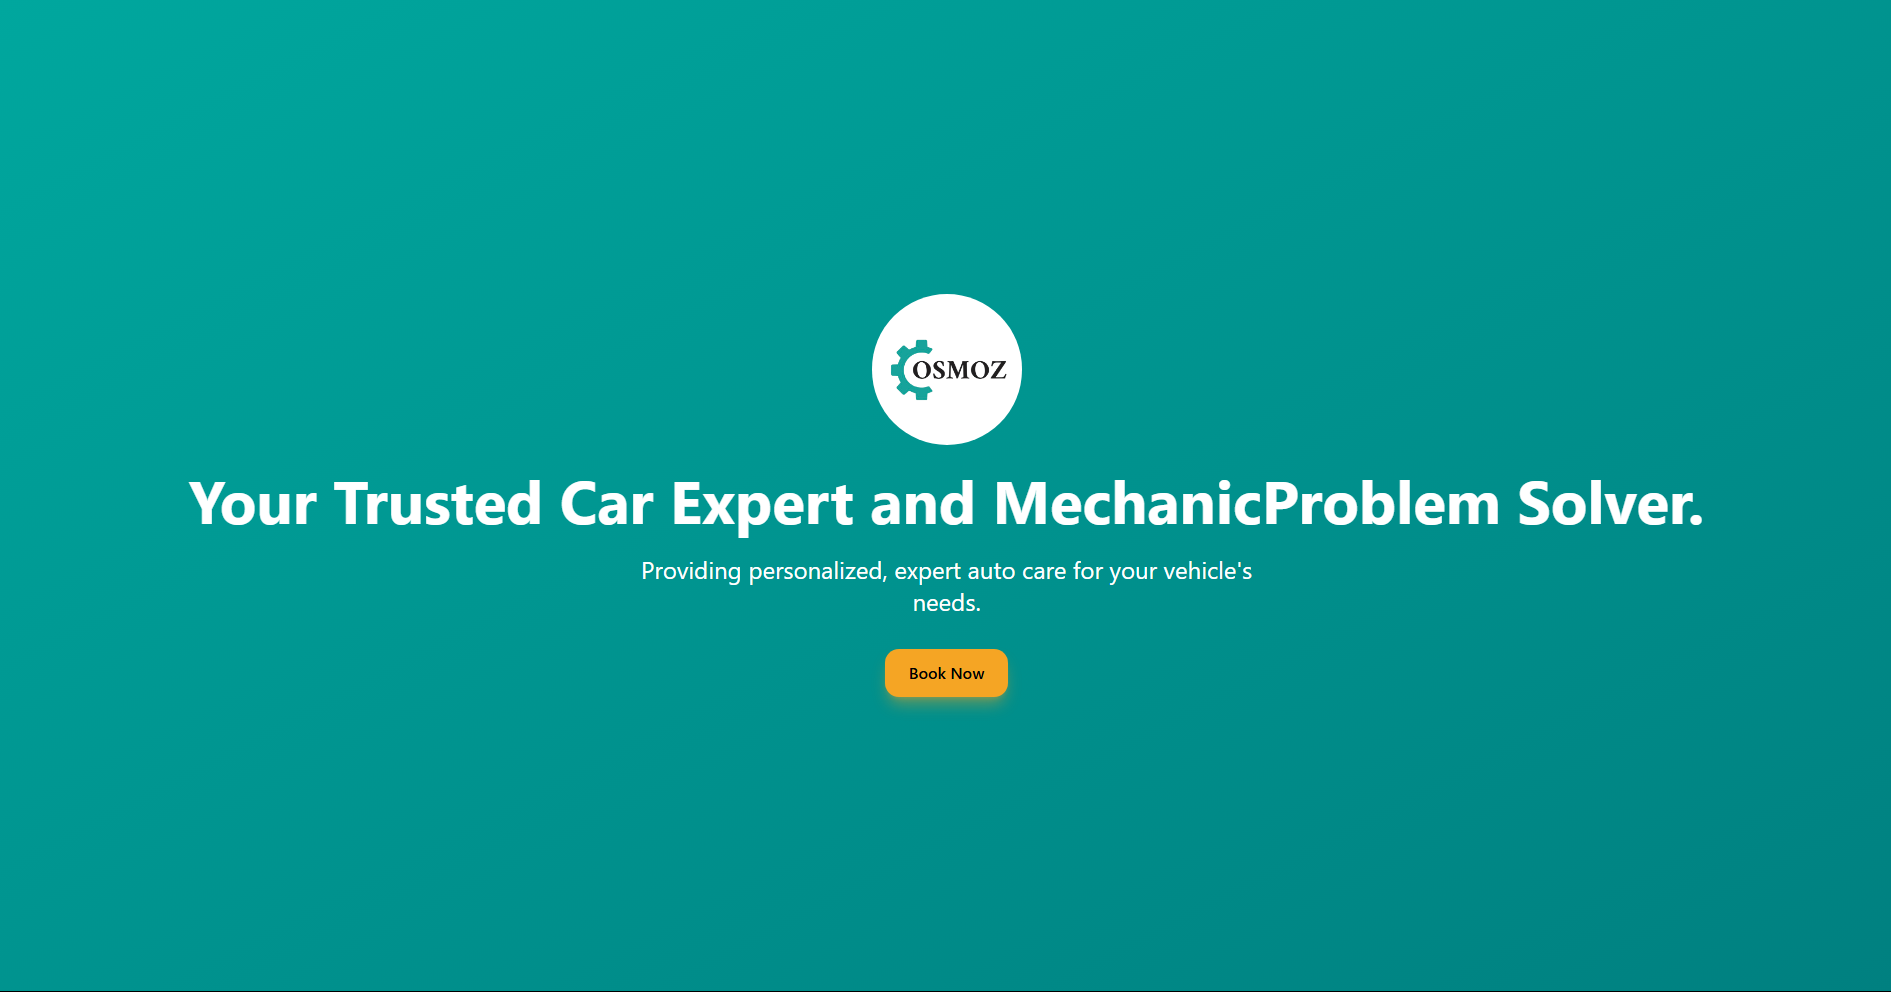 OSMOZ
Your Trusted Car Expert and MechanicProblem Solver.
Providing personalized, expert auto care for your vehicle's
needs.
Book Now